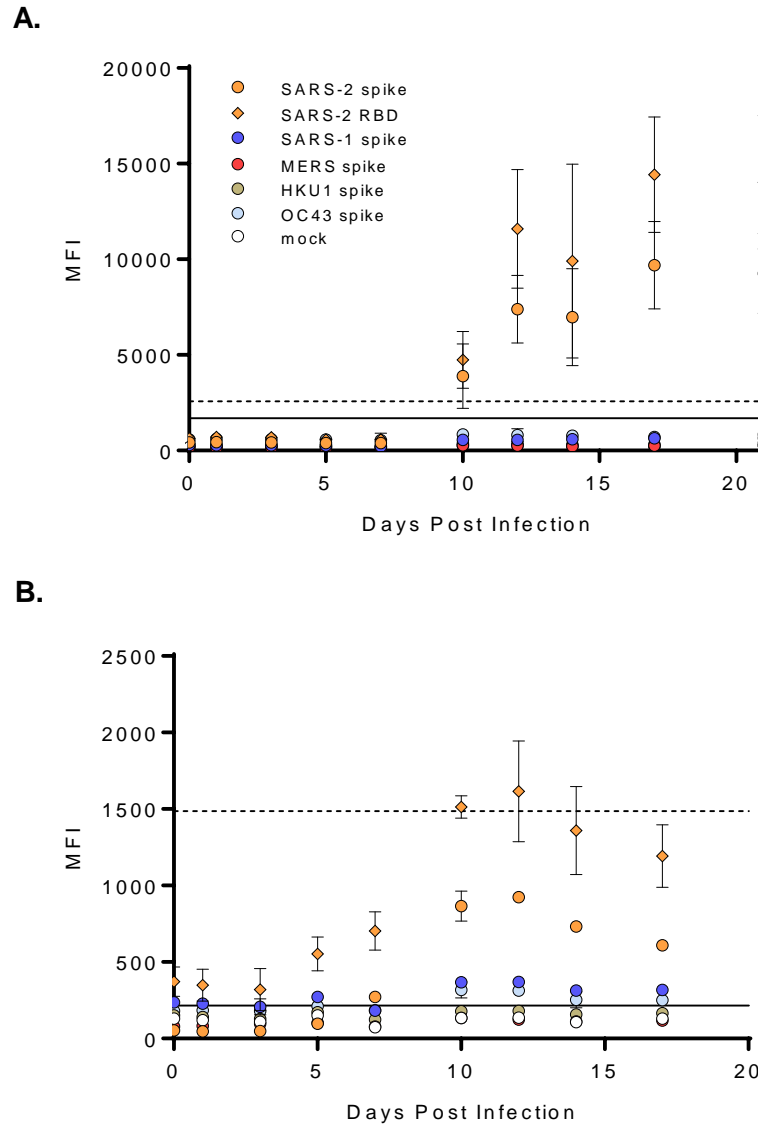 A.
20000
15000
10000
5000
0
MFI
SARS-2 spike
SARS-2 RBD
SARS-1 spike
MERS spike
HKU1 spike
OC43 spike
mock
0 5 10 15 20
Days Post Infection
B.
2500
2000
1500
1000
500
0
MFI
0 5 10 15 20
Days Post Infection